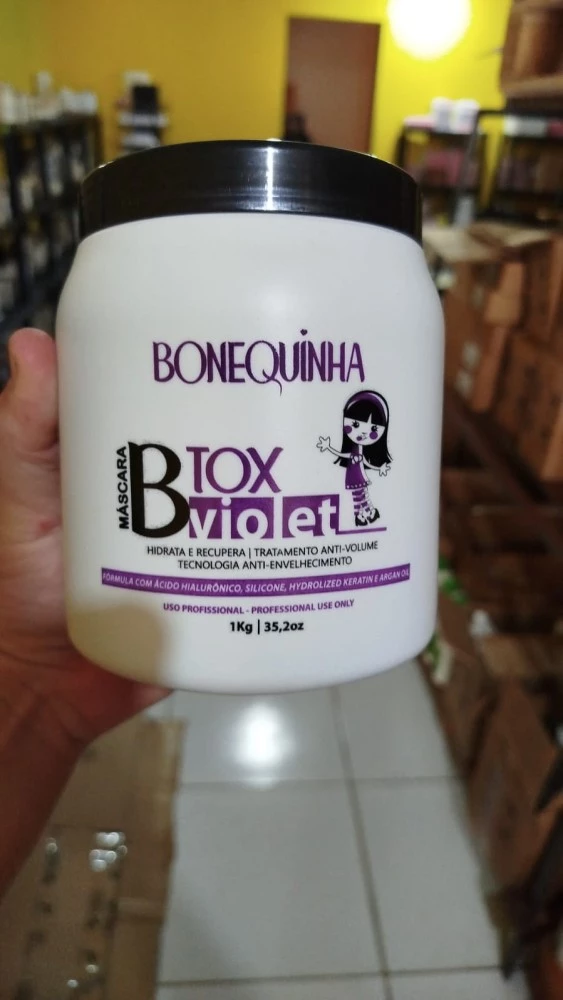 BONEQUINHA
MÁSCARA
BTOX
violet
HIDRATA E RECUPERA | TRATAMENTO ANTI-VOLUME
TECNOLOGIA ANTI-ENVELHECIMENTO
FÓRMULA COM ÁCIDO HIALURÔNICO, SILICONE, HYDROLIZED KERATIN E ARGAN OIL
USO PROFISSIONAL - PROFESSIONAL USE ONLY
1Kg | 35,2oz